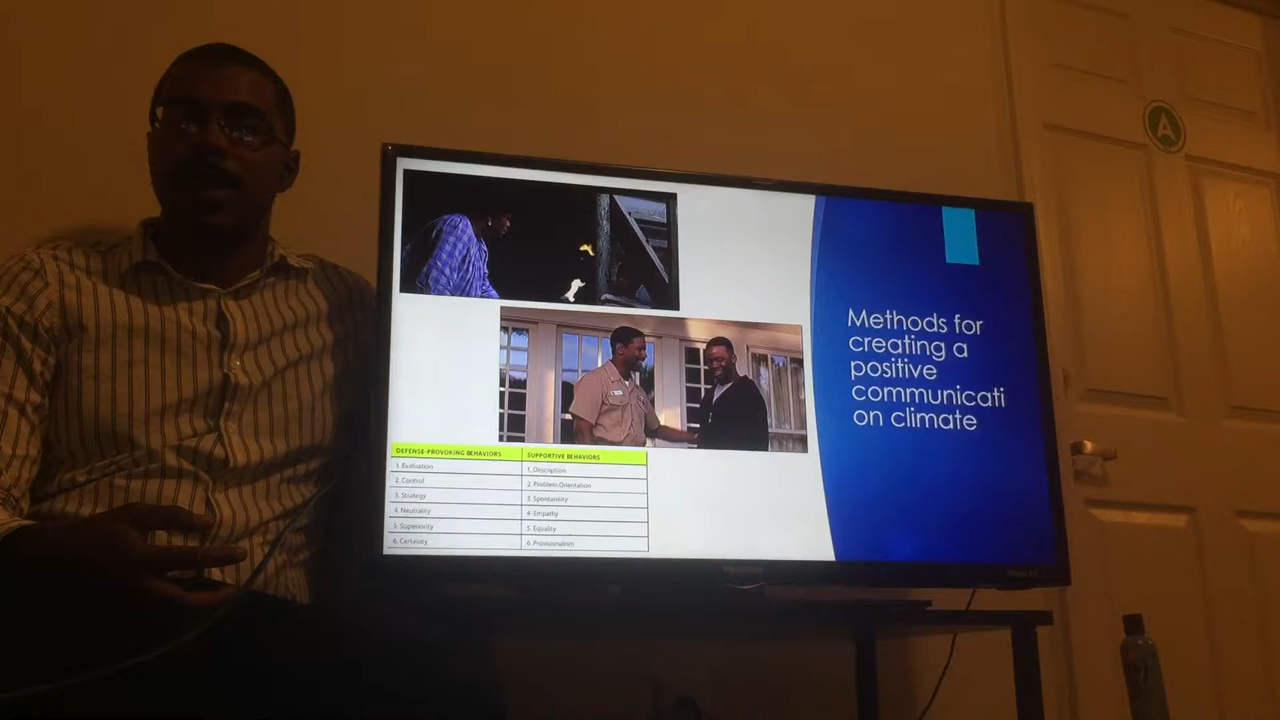 A
Methods for
creating a
positive
communicati
on climate
DEFENSE-PROVOKING BEHAVIORS SUPPORTIVE BEHAVIORS
1. Evaluation 1. Description
2. Control 2. Problem Orientation
3. Strategy 3. Spontaneity
4. Neutrality 4. Empathy
5. Superiority 5. Equality
6. Certainty 6. Provisionalism